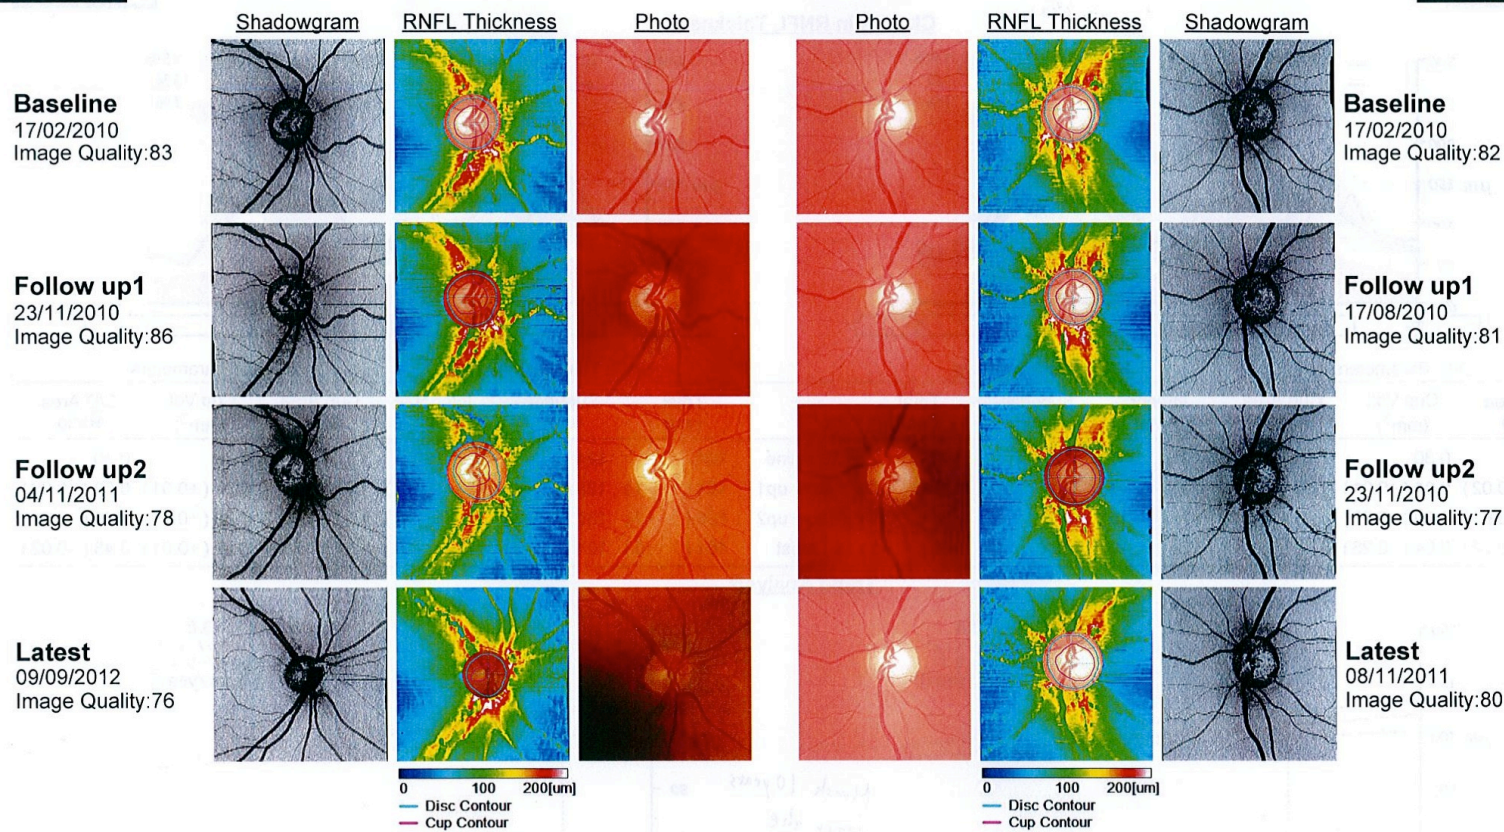 Shadowgram RNFL Thickness Photo Photo RNFL Thickness Shadowgram
Baseline
17/02/2010
Image Quality:83
Baseline
17/02/2010
Image Quality:82
Follow up1
23/11/2010
Image Quality:86
Follow up1
17/08/2010
Image Quality:81
Follow up2
04/11/2011
Image Quality:78
Follow up2
23/11/2010
Image Quality:77
Latest
09/09/2012
Image Quality:76
Latest
08/11/2011
Image Quality:80
0 100 200[um]
Disc Contour
Cup Contour
0 100 200[um]
Disc Contour
Cup Contour